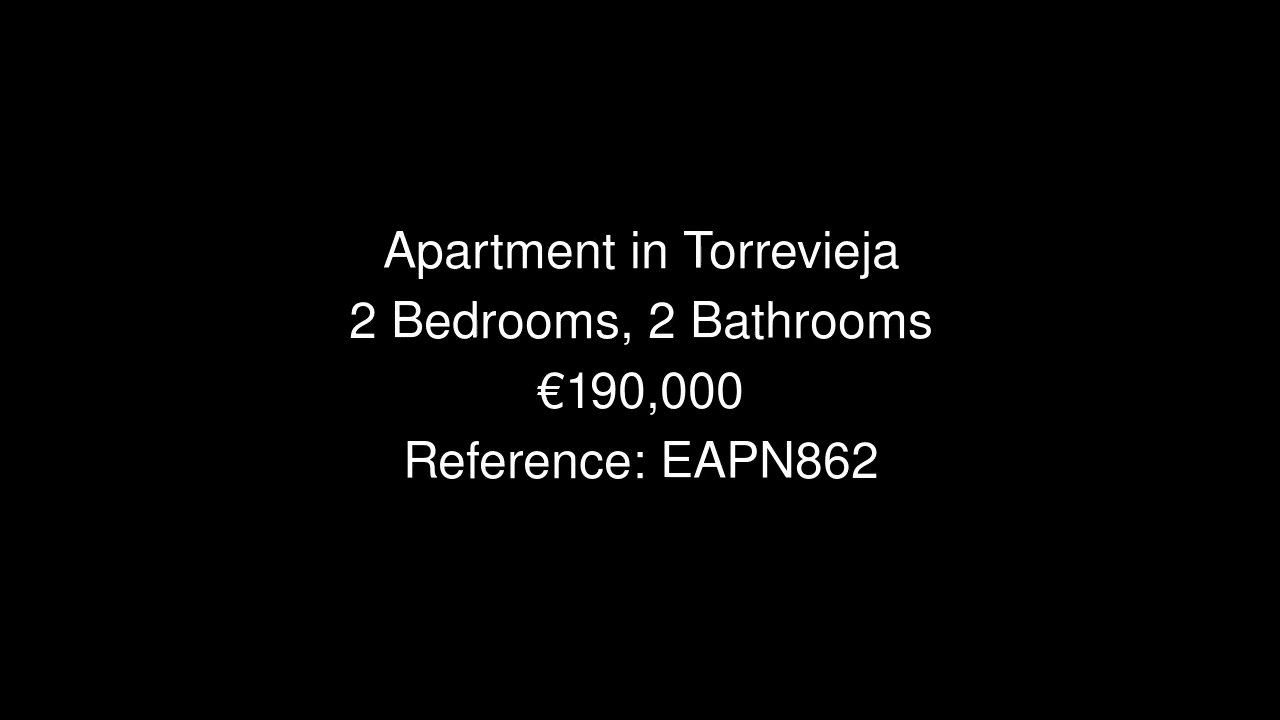 Apartment in Torrevieja
2 Bedrooms, 2 Bathrooms
€190,000
Reference: EAPN862